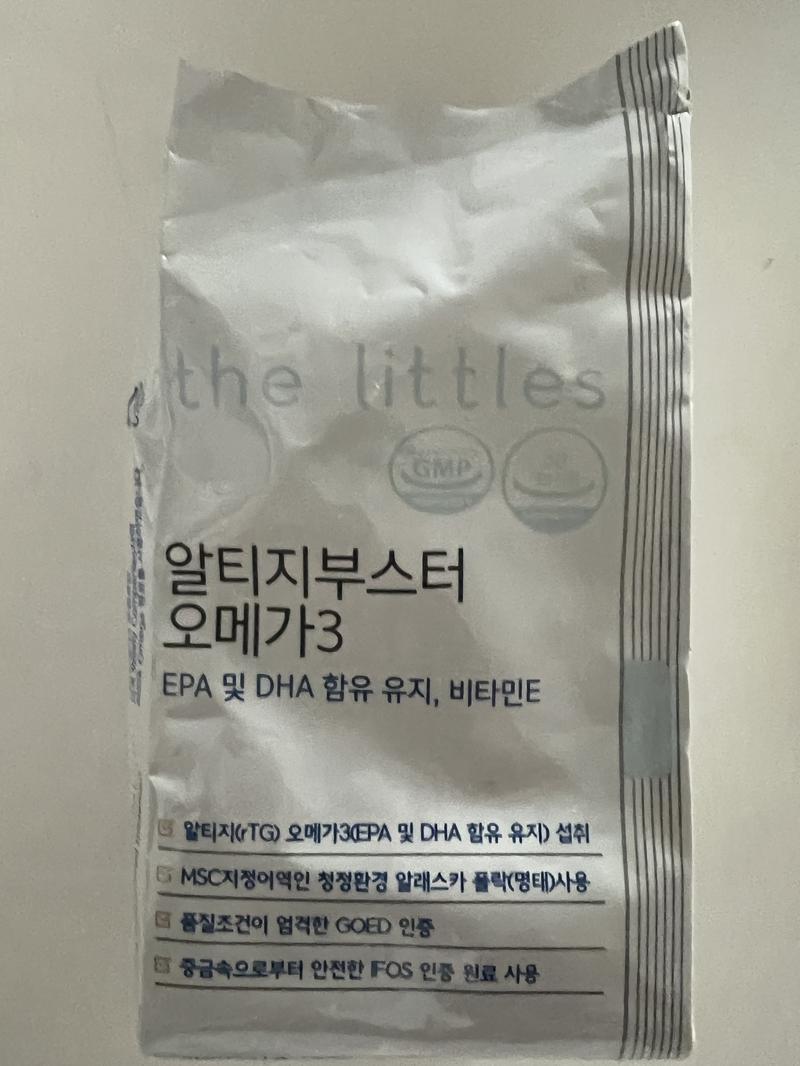 the littles
GMP
알티지부스터
오메가3
EPA 및 DHA 함유 유지, 비타민E
알티지(rTG) 오메가3(EPA 및 DHA 함유 유지) 섭취
MSC지정어역인 청정환경 알래스카 폴락(명태)사용
품질조건이 엄격한 GOED 인증
중금속으로부터 안전한 IFOS 인증 원료 사용